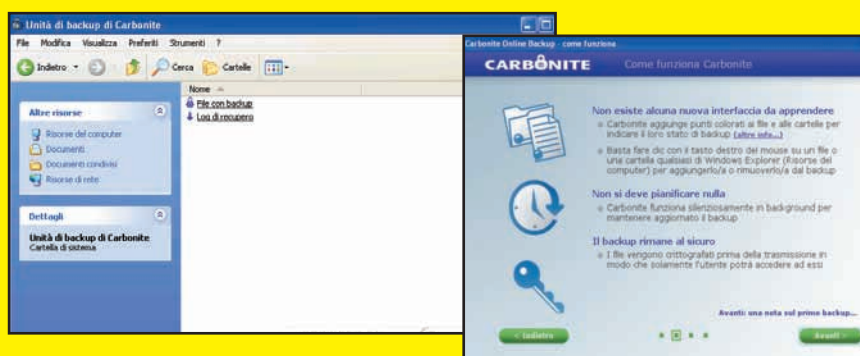 Unità di backup di Carbonite
File Modifica Visualizza Preferiti Strumenti ?
Indietro Cerca Cartelle
Nome
File con backup
Log di recupero
Altre risorse
Risorse del computer
Documenti
Documenti condivisi
Risorse di rete
Dettagli
Unità di backup di Carbonite
Cartella di sistema
Carbonite Online Backup - come funziona
CARBONITE Come funziona Carbonite
Non esiste alcuna nuova interfaccia da apprendere
Carbonite aggiunge punti colorati ai file e alle cartelle per
indicare il loro stato di backup (altre info...)
Basta fare clic con il tasto destro del mouse su un file o
una cartella qualsiasi di Windows Explorer (Risorse del
computer) per aggiungerlo/a o rimuoverlo/a dal backup
Non si deve pianificare nulla
Carbonite funziona silenziosamente in background per
mantenere aggiornato il backup
Il backup rimane al sicuro
I file vengono crittografati prima della trasmissione in
modo che solamente l'utente potrà accedere ad essi
Avanti: una nota sul primo backup...
< Indietro Avanti >